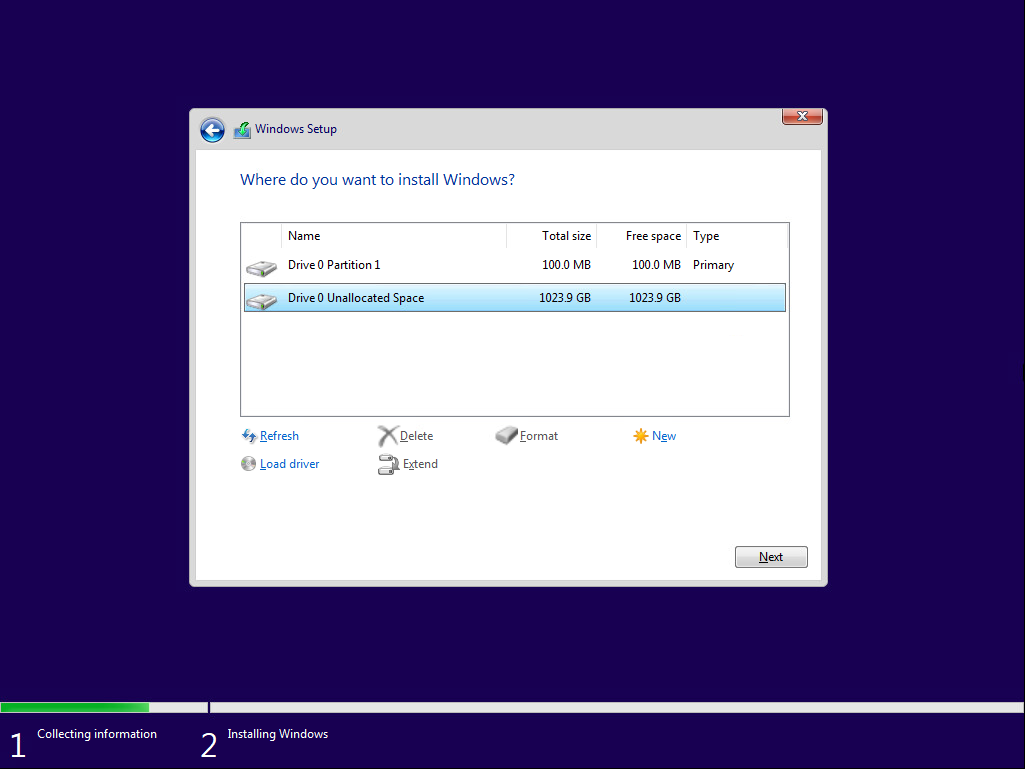 Windows Setup
Where do you want to install Windows?
Name Total size Free space Type
Drive 0 Partition 1 100.0 MB 100.0 MB Primary
Drive 0 Unallocated Space 1023.9 GB 1023.9 GB
Refresh Delete Format New
Load driver Extend
Next
1 Collecting information 2 Installing Windows